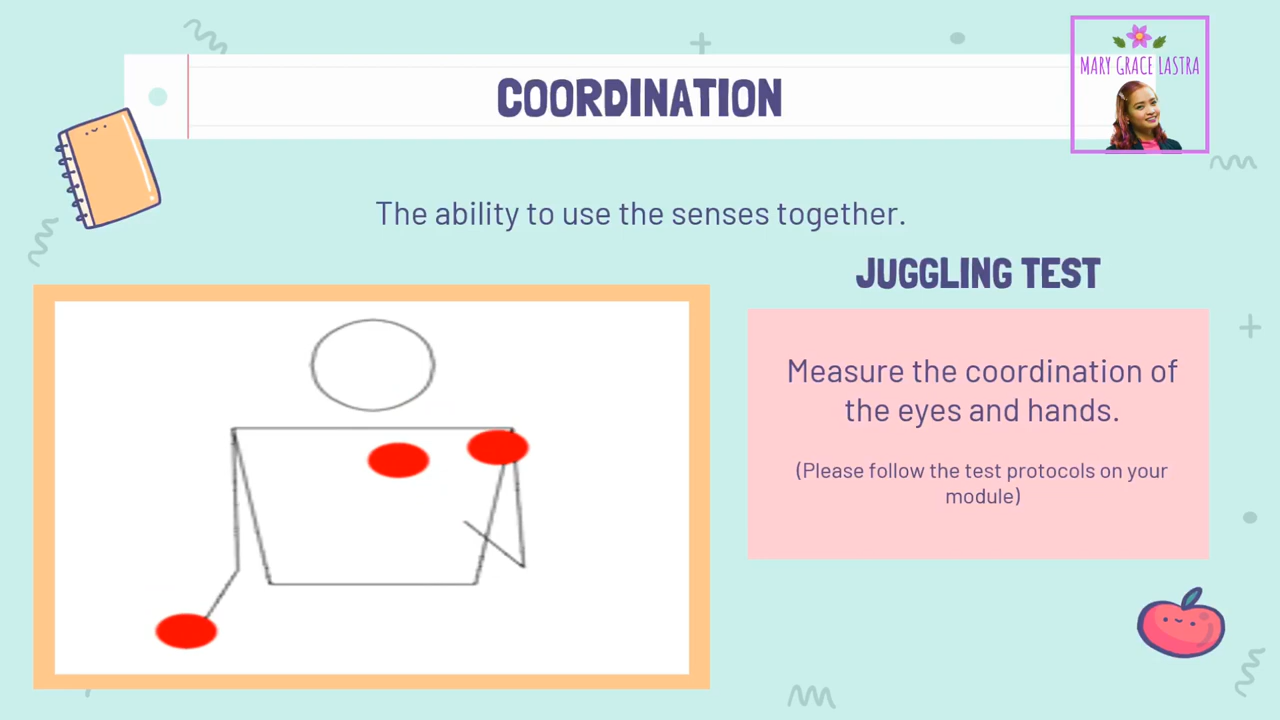 COORDINATION
MARY GRACE LASTRA
The ability to use the senses together.
JUGGLING TEST
Measure the coordination of
the eyes and hands.
(Please follow the test protocols on your
module)